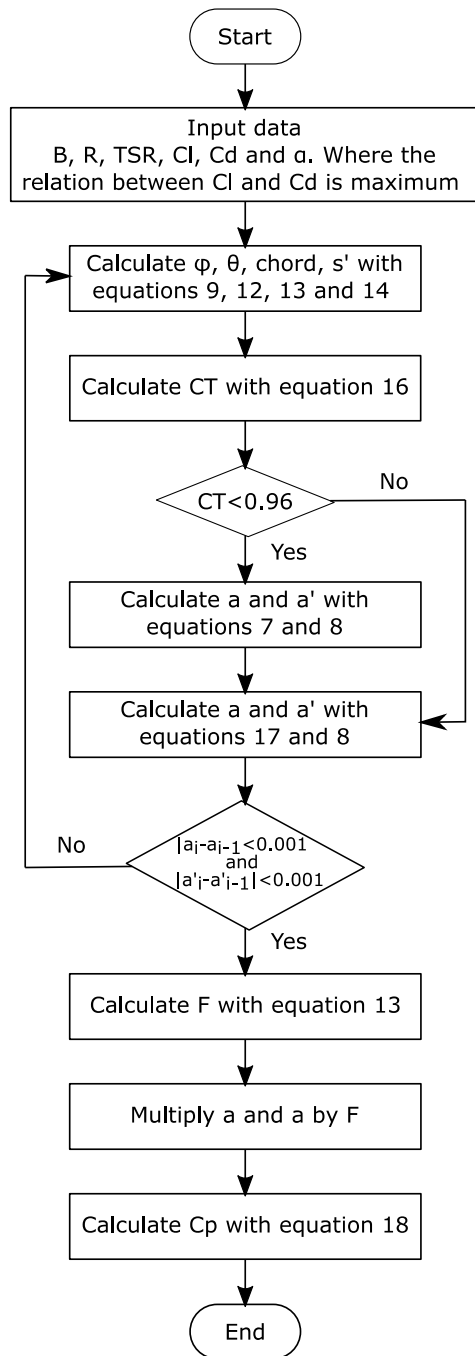 Start
Input data
B, R, TSR, Cl, Cd and α. Where the
relation between Cl and Cd is maximum
Calculate φ, θ, chord, s' with
equations 9, 12, 13 and 14
Calculate CT with equation 16
CT<0.96
No
Yes
Calculate a and a' with
equations 7 and 8
Calculate a and a' with
equations 17 and 8
|aᵢ-aᵢ₋₁<0.001
and
|a'ᵢ-a'ᵢ₋₁|<0.001
No
Yes
Calculate F with equation 13
Multiply a and a by F
Calculate Cp with equation 18
End